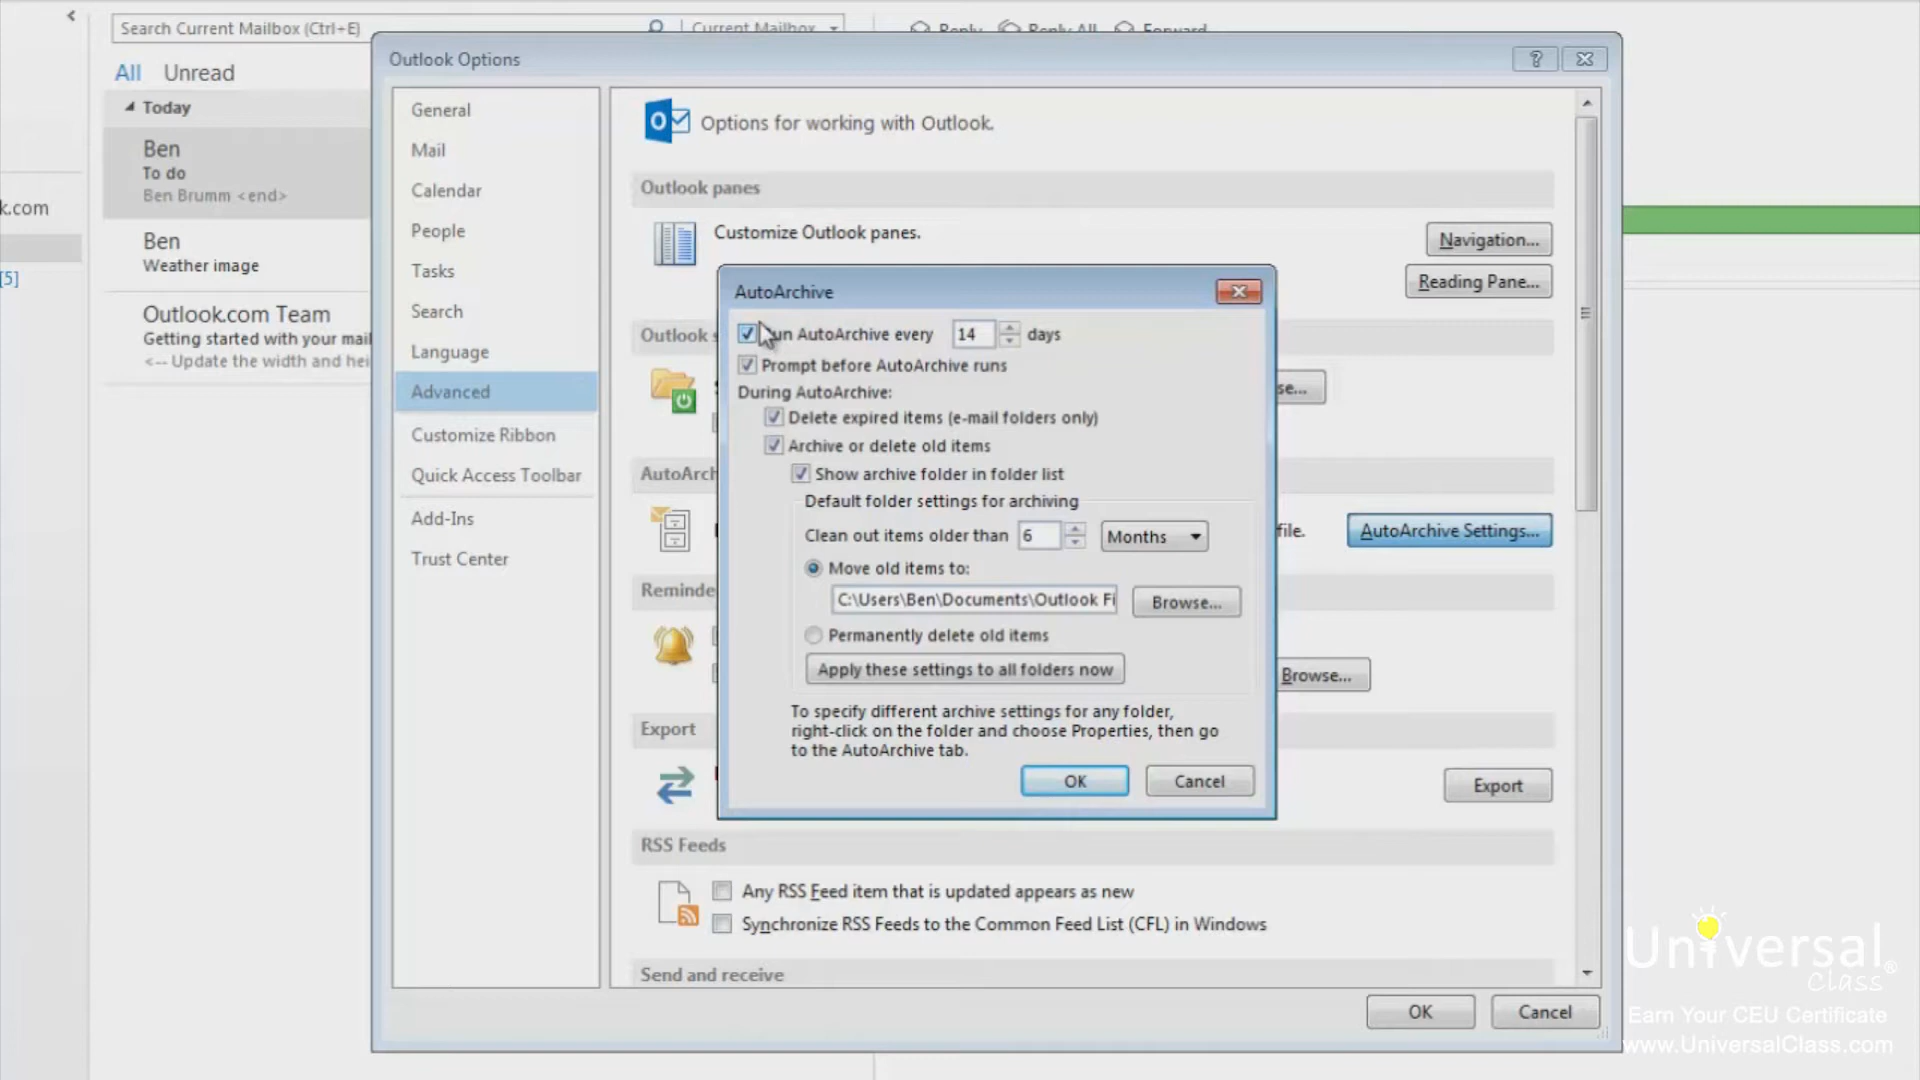 Search Current Mailbox (Ctrl+E)
Current Mailbox
Reply
Reply All
Forward
All Unread
Today
Ben
To do
Ben Brumm <end>
Ben
Weather image
Outlook.com Team
Getting started with your mail
<-- Update the width and hei
k.com
[5]
Outlook Options
General
Mail
Calendar
People
Tasks
Search
Language
Advanced
Customize Ribbon
Quick Access Toolbar
Add-Ins
Trust Center
Options for working with Outlook.
Outlook panes
Customize Outlook panes.
Navigation...
Reading Pane...
Outlook s
se...
AutoArch
file.
AutoArchive Settings...
Reminde
Browse...
Export
Export
RSS Feeds
Any RSS Feed item that is updated appears as new
Synchronize RSS Feeds to the Common Feed List (CFL) in Windows
Send and receive
OK
Cancel
AutoArchive
un AutoArchive every 14 days
Prompt before AutoArchive runs
During AutoArchive:
Delete expired items (e-mail folders only)
Archive or delete old items
Show archive folder in folder list
Default folder settings for archiving
Clean out items older than 6 Months
Move old items to:
C:\Users\Ben\Documents\Outlook Fi
Browse...
Permanently delete old items
Apply these settings to all folders now
To specify different archive settings for any folder,
right-click on the folder and choose Properties, then go
to the AutoArchive tab.
OK
Cancel
Universal
Class®
Earn Your CEU Certificate
www.UniversalClass.com